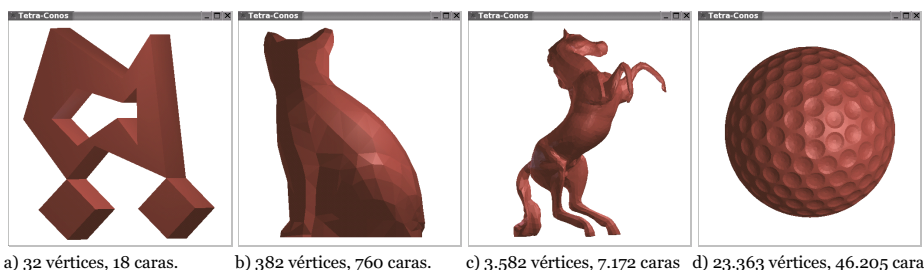 Tetra-Conos
Tetra-Conos
Tetra-Conos
Tetra-Conos
a) 32 vértices, 18 caras.
b) 382 vértices, 760 caras.
c) 3.582 vértices, 7.172 caras
d) 23.363 vértices, 46.205 cara